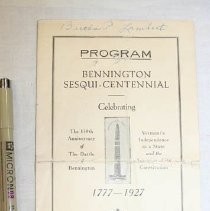 PROGRAM
BENNINGTON
SESQUI-CENTENNIAL
Celebrating
The 150th
Anniversary
of
The Battle
of
Bennington
Vermont's
Independence
as a State
and the
Constitution
1777—1927
MICRON